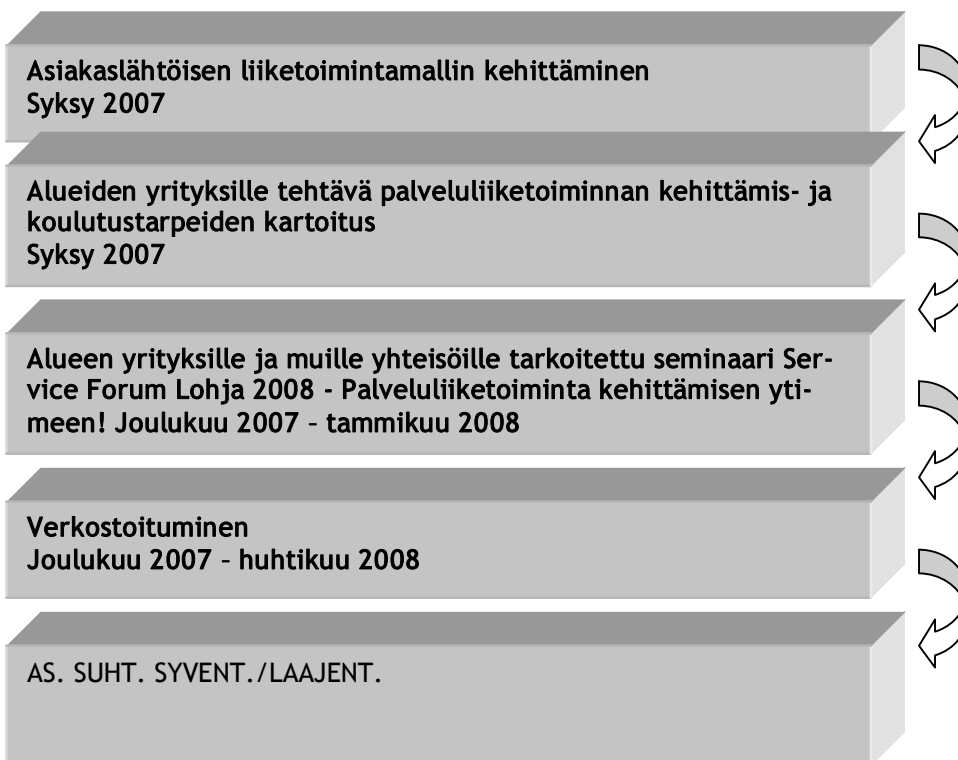 Asiakaslähtöisen liiketoimintamallin kehittäminen
Syksy 2007
Alueiden yrityksille tehtävä palveluliiketoiminnan kehittämis- ja
koulutustarpeiden kartoitus
Syksy 2007
Alueen yrityksille ja muille yhteisöille tarkoitettu seminaari Ser-
vice Forum Lohja 2008 - Palveluliiketoiminta kehittämisen yti-
meen! Joulukuu 2007 – tammikuu 2008
Verkostoituminen
Joulukuu 2007 – huhtikuu 2008
AS. SUHT. SYVENT./LAAJENT.